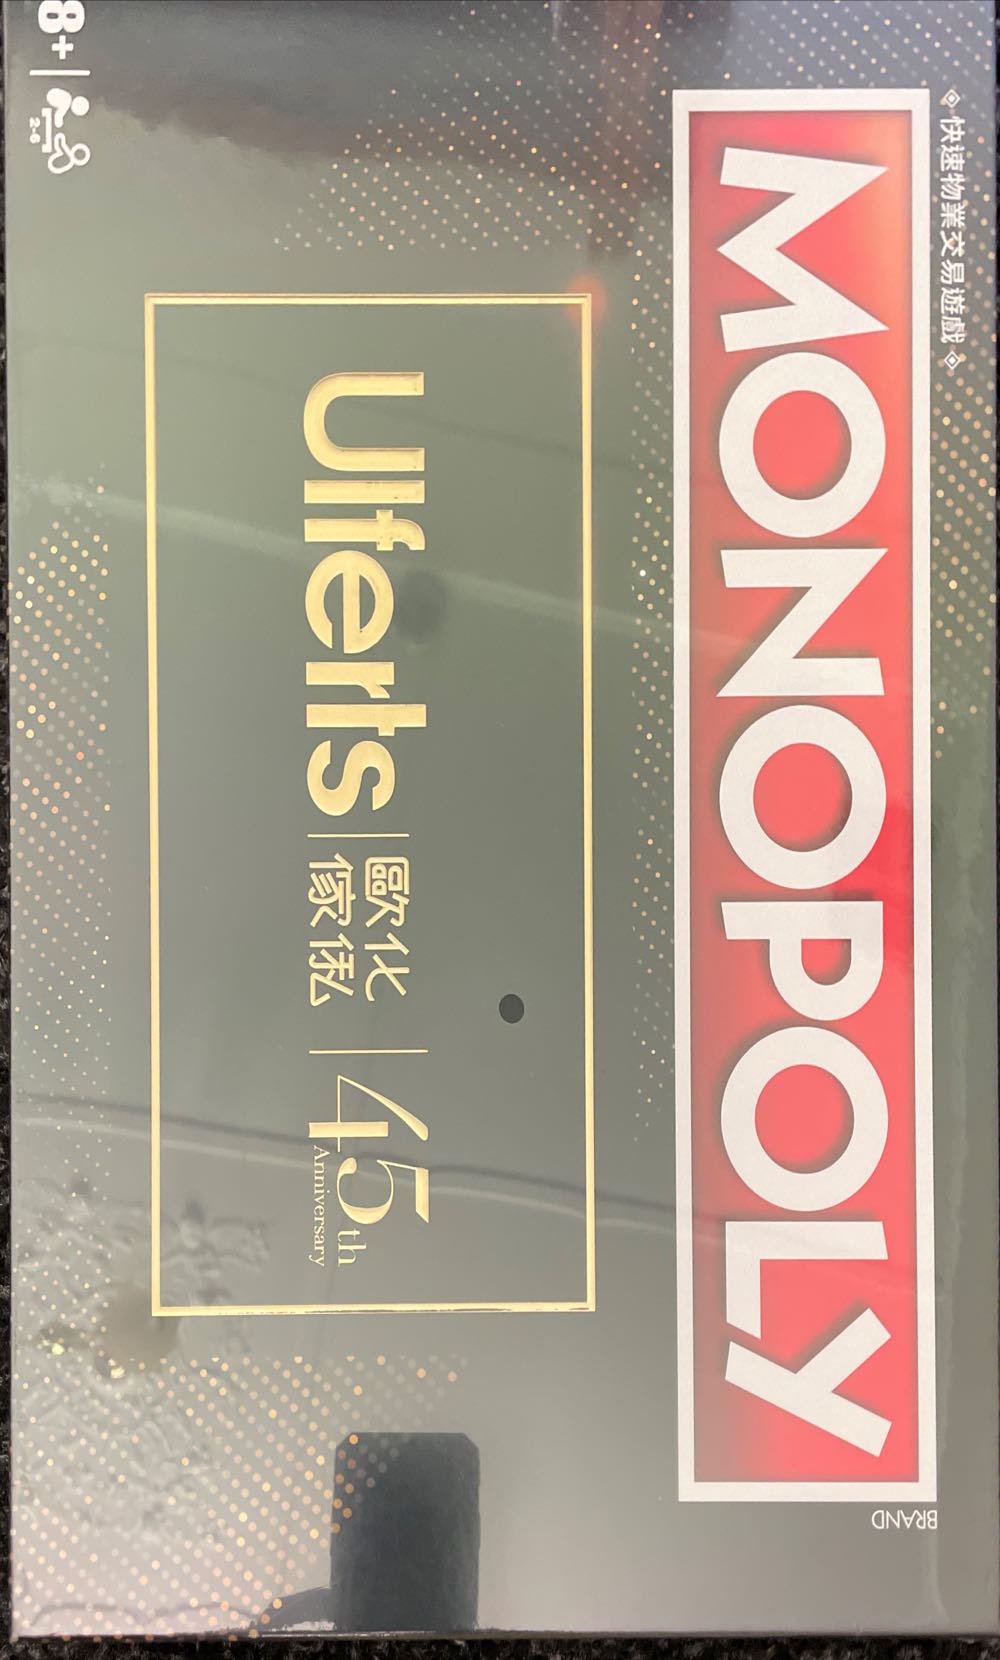 ◈ 快速物業交易遊戲 ◈
MONOPOLY
BRAND
Ulferts
歐化
傢俬
45th
Anniversary
8+
2-6